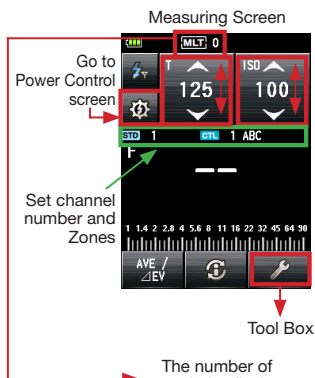 Measuring Screen
MLT 0
Go to
Power Control
screen
T
125
ISO
100
STD 1 CTL 1 ABC
F
Set channel
number and
Zones
1 1.4 2 2.8 4 5.6 8 11 16 22 32 45 64 90
AVE /
⊿EV
Tool Box
The number of